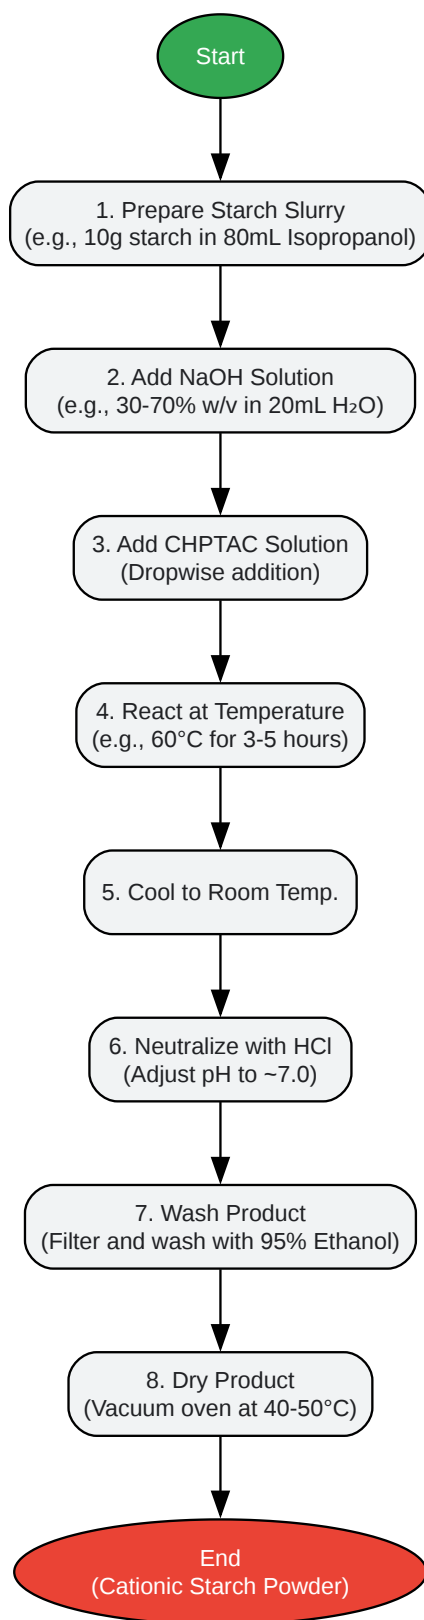 Start
1. Prepare Starch Slurry
(e.g., 10g starch in 80mL Isopropanol)
2. Add NaOH Solution
(e.g., 30-70% w/v in 20mL H₂O)
3. Add CHPTAC Solution
(Dropwise addition)
4. React at Temperature
(e.g., 60°C for 3-5 hours)
5. Cool to Room Temp.
6. Neutralize with HCl
(Adjust pH to ~7.0)
7. Wash Product
(Filter and wash with 95% Ethanol)
8. Dry Product
(Vacuum oven at 40-50°C)
End
(Cationic Starch Powder)